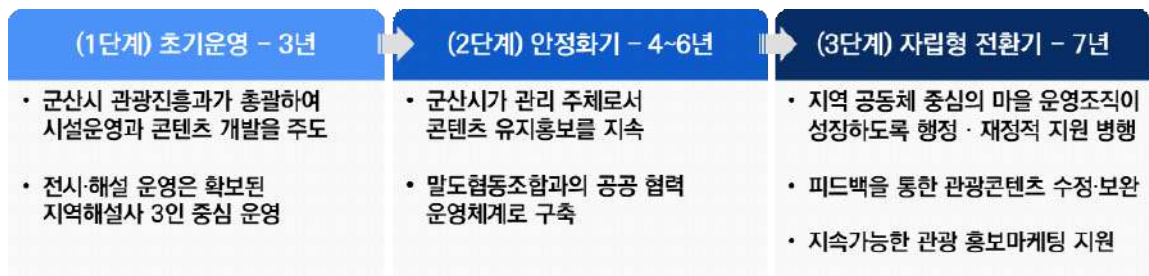 (1단계) 초기운영 – 3년
• 군산시 관광진흥과가 총괄하여
시설운영과 콘텐츠 개발을 주도
• 전시·해설 운영은 확보된
지역해설사 3인 중심 운영
(2단계) 안정화기 – 4~6년
• 군산시가 관리 주체로서
콘텐츠 유지홍보를 지속
• 말도협동조합과의 공공 협력
운영체계로 구축
(3단계) 자립형 전환기 – 7년
• 지역 공동체 중심의 마을 운영조직이
성장하도록 행정 · 재정적 지원 병행
• 피드백을 통한 관광콘텐츠 수정·보완
• 지속가능한 관광 홍보마케팅 지원